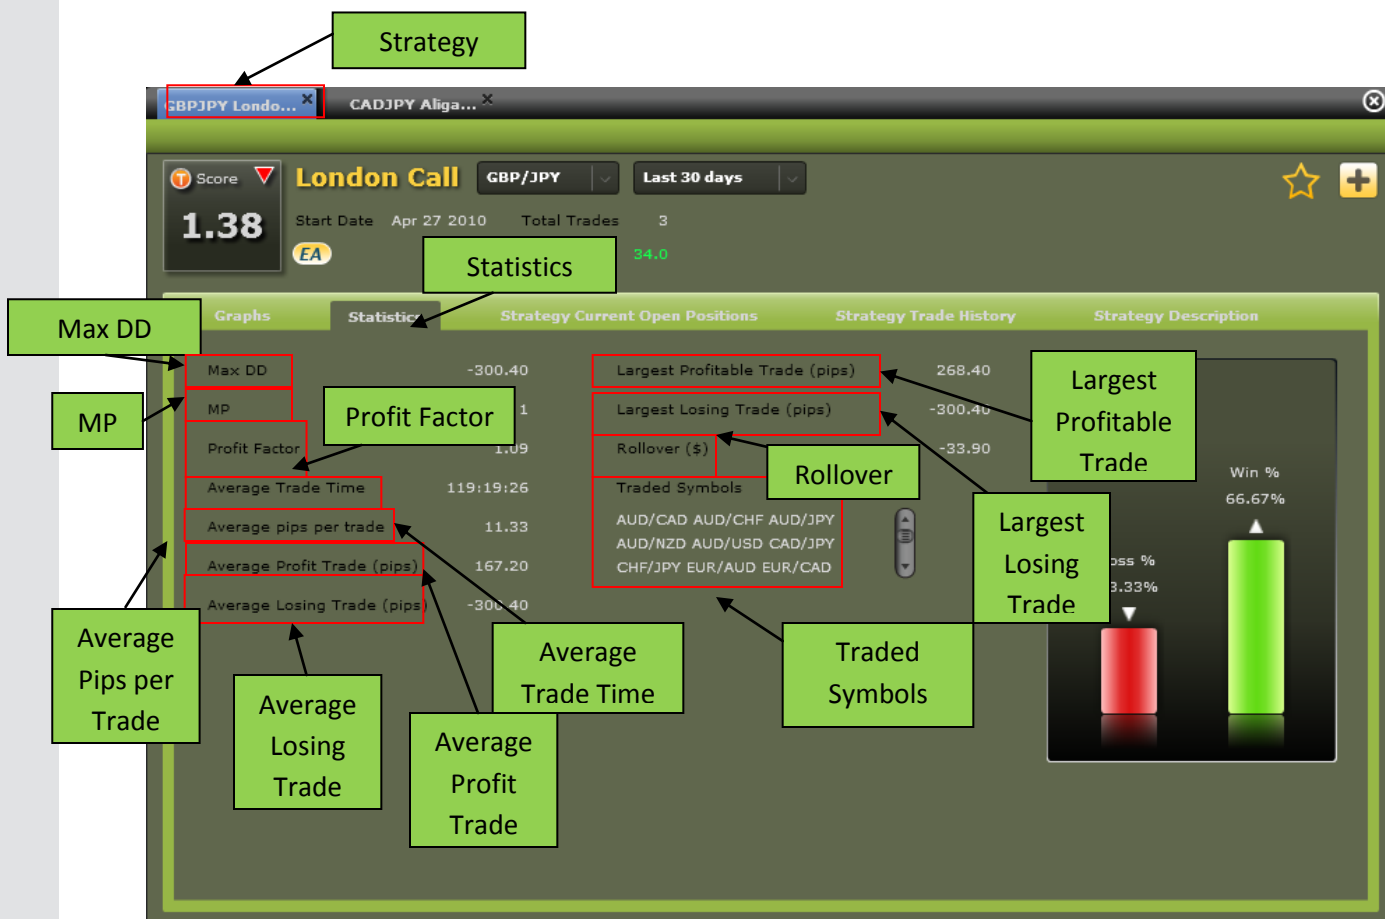 Strategy
GBPJPY Londo...
CADJPY Aliga...
T Score
London Call
GBP/JPY
Last 30 days
1.38
Start Date Apr 27 2010 Total Trades 3
EA
34.0
Statistics
Max DD
Graphs
Statistics
Strategy Current Open Positions
Strategy Trade History
Strategy Description
Max DD -300.40
Largest Profitable Trade (pips) 268.40
Largest
Profitable
Trade
MP
MP 1
Profit Factor
Largest Losing Trade (pips) -300.40
Profit Factor 1.09
Rollover ($) -33.90
Rollover
Win %
66.67%
Average Trade Time 119:19:26
Traded Symbols
Average pips per trade 11.33
AUD/CAD AUD/CHF AUD/JPY
AUD/NZD AUD/USD CAD/JPY
CHF/JPY EUR/AUD EUR/CAD
Largest
Losing
Trade
Average Profit Trade (pips) 167.20
Average Losing Trade (pips) -300.40
%
Average
Pips per
Trade
Average
Losing
Trade
Average
Profit
Trade
Average
Trade Time
Traded
Symbols